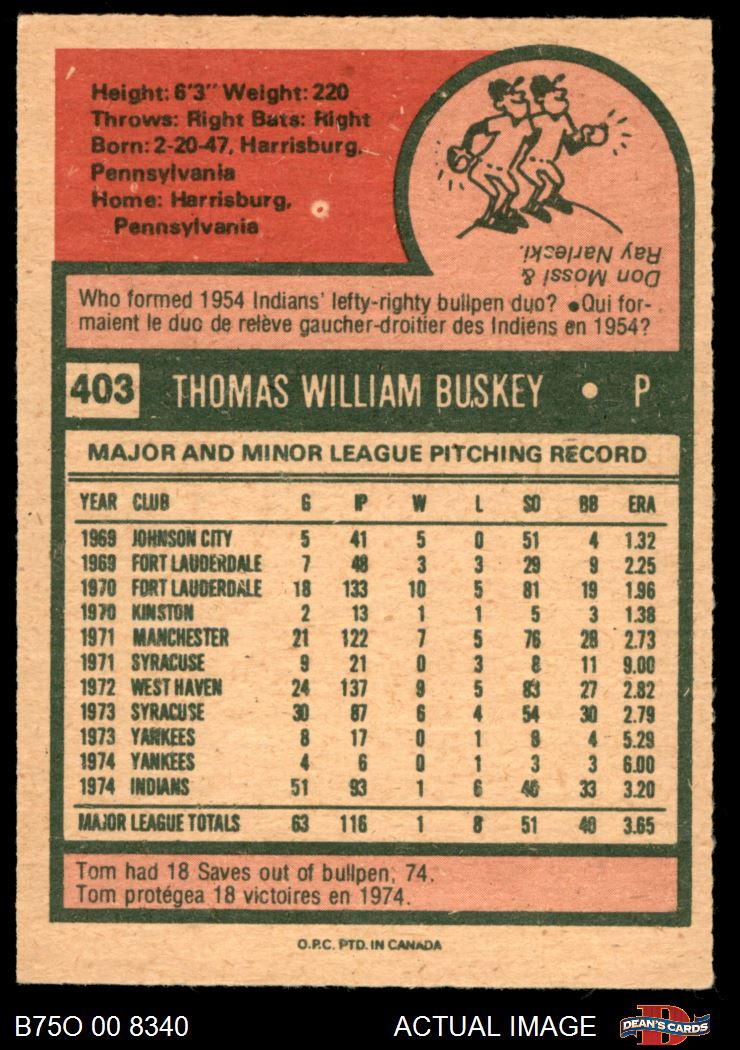 Height: 6'3" Weight: 220
Throws: Right Bats: Right
Born: 2-20-47, Harrisburg,
Pennsylvania
Home: Harrisburg,
Pennsylvania
Don Mossi &
Ray Narleski.
Who formed 1954 Indians' lefty-righty bullpen duo? ●Qui for-
maient le duo de relève gaucher-droitier des Indiens en 1954?
403 THOMAS WILLIAM BUSKEY • P
MAJOR AND MINOR LEAGUE PITCHING RECORD
YEAR CLUB G IP W L SO BB ERA
1969 JOHNSON CITY 5 41 5 0 51 4 1.32
1969 FORT LAUDERDALE 7 48 3 3 29 9 2.25
1970 FORT LAUDERDALE 18 133 10 5 81 19 1.96
1970 KINSTON 2 13 1 1 5 3 1.38
1971 MANCHESTER 21 122 7 5 76 28 2.73
1971 SYRACUSE 9 21 0 3 8 11 9.00
1972 WEST HAVEN 24 137 9 5 83 27 2.82
1973 SYRACUSE 30 87 6 4 54 30 2.79
1973 YANKEES 8 17 0 1 8 4 5.29
1974 YANKEES 4 6 0 1 3 3 6.00
1974 INDIANS 51 93 1 6 40 33 3.20
MAJOR LEAGUE TOTALS 63 116 1 8 51 40 3.65
Tom had 18 Saves out of bullpen, 74.
Tom protégea 18 victoires en 1974.
O.P.C. PTD. IN CANADA
B75O 00 8340 ACTUAL IMAGE DEAN'S CARDS